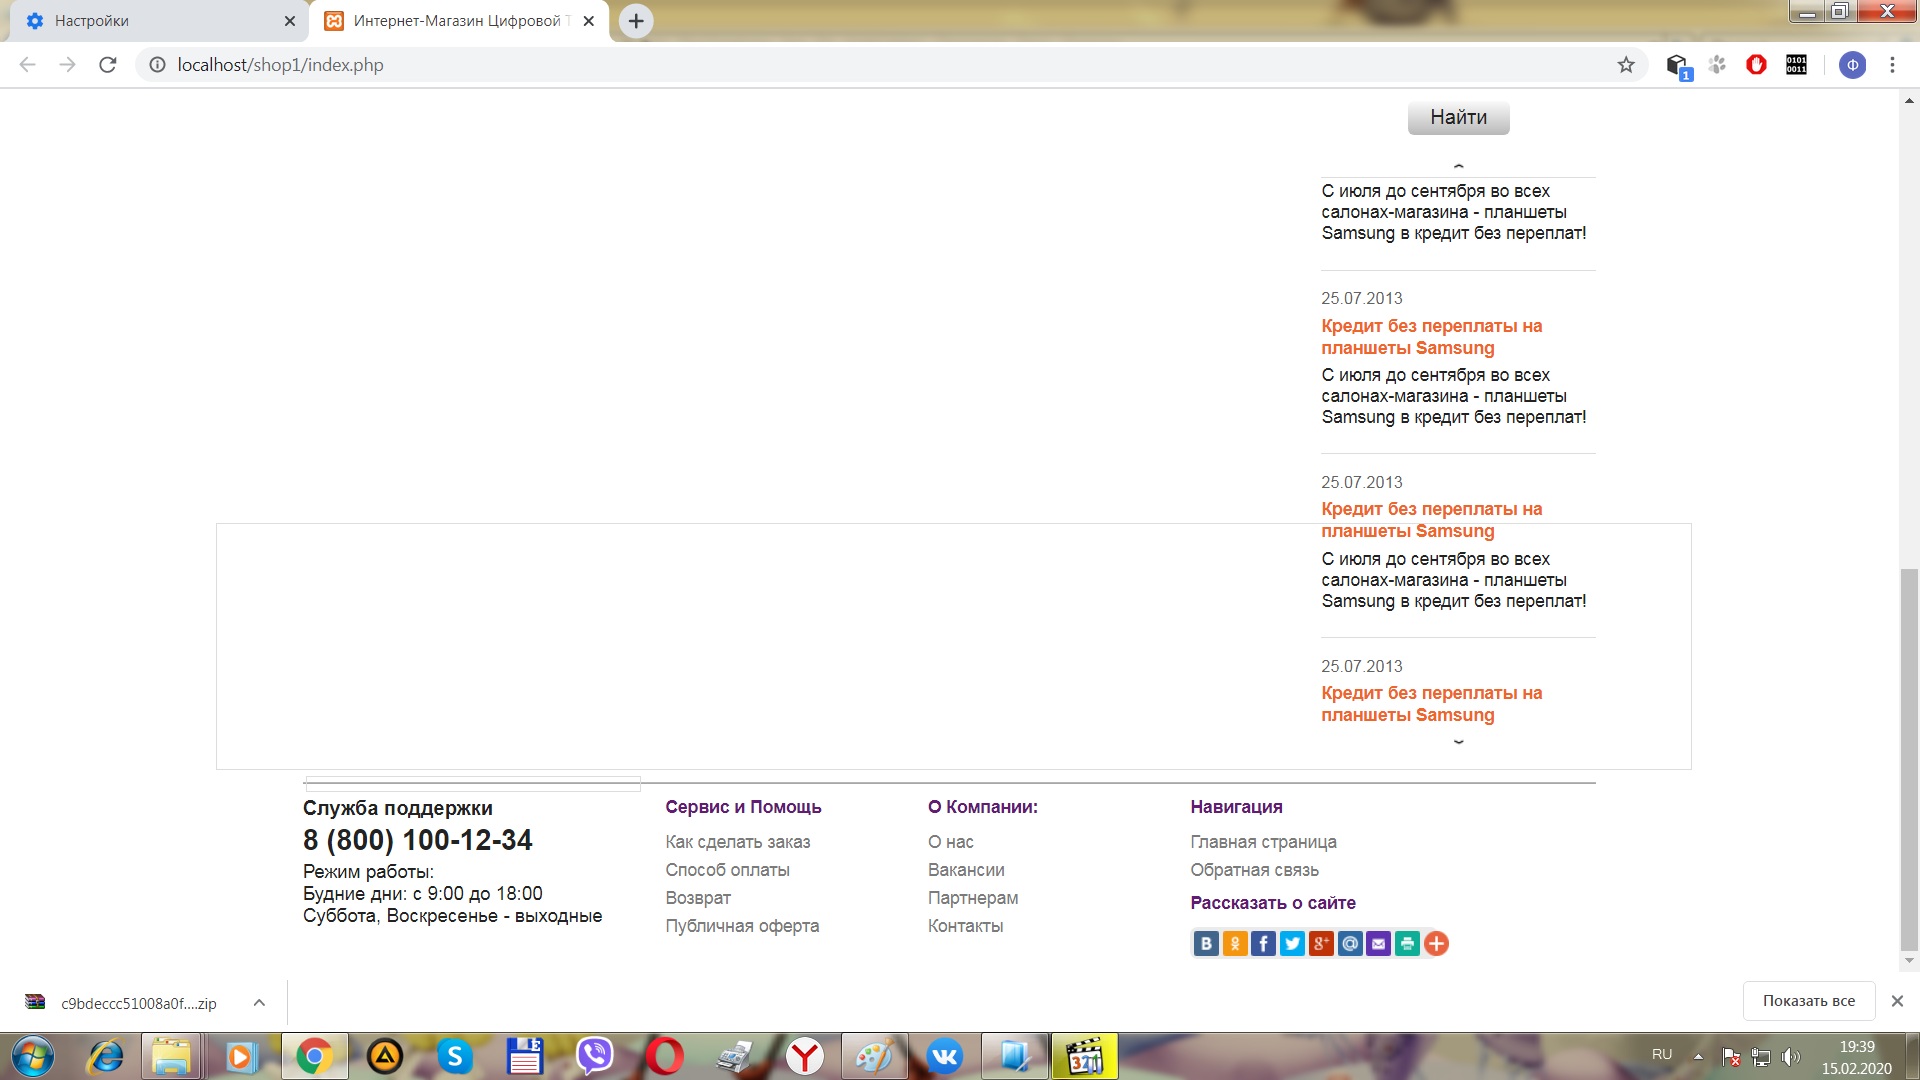 Настройки
Интернет-Магазин Цифровой Т
localhost/shop1/index.php
1
0101
0011
Ф
Найти
С июля до сентября во всех
салонах-магазина - планшеты
Samsung в кредит без переплат!
25.07.2013
Кредит без переплаты на
планшеты Samsung
С июля до сентября во всех
салонах-магазина - планшеты
Samsung в кредит без переплат!
25.07.2013
Кредит без переплаты на
планшеты Samsung
С июля до сентября во всех
салонах-магазина - планшеты
Samsung в кредит без переплат!
25.07.2013
Кредит без переплаты на
планшеты Samsung
Служба поддержки
8 (800) 100-12-34
Режим работы:
Будние дни: с 9:00 до 18:00
Суббота, Воскресенье - выходные
Сервис и Помощь
Как сделать заказ
Способ оплаты
Возврат
Публичная оферта
О Компании:
О нас
Вакансии
Партнерам
Контакты
Навигация
Главная страница
Обратная связь
Рассказать о сайте
c9bdeccc51008a0f....zip
Показать все
RU
19:39
15.02.2020